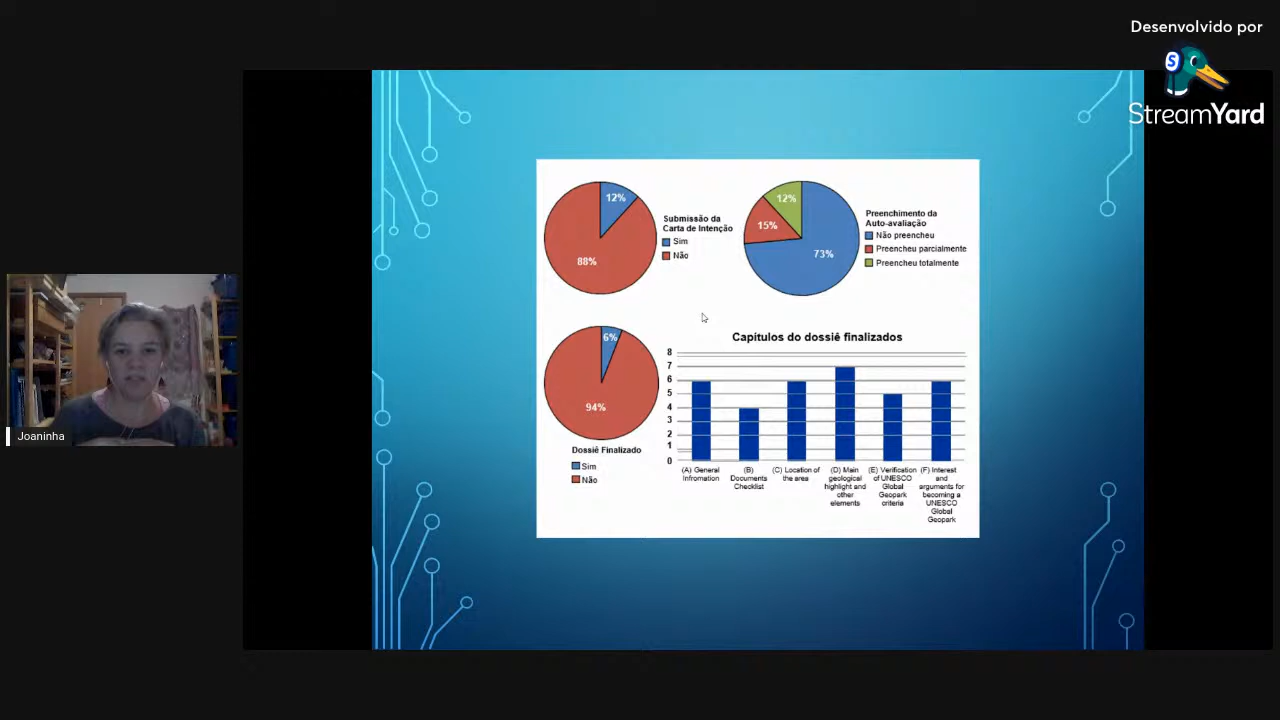 Desenvolvido por
StreamYard
12%
88%
Submissão da
Carta de Intenção
Sim
Não
12%
15%
73%
Preenchimento da
Auto-avaliação
Não preencheu
Preencheu parcialmente
Preencheu totalmente
6%
94%
Dossiê Finalizado
Sim
Não
Capítulos do dossiê finalizados
8
7
6
5
4
3
2
1
0
(A) General
Infromation
(B)
Documents
Checklist
(C) Location of
the area
(D) Main
geological
highlight and
other
elements
(E) Verification
of UNESCO
Global
Geopark
criteria
(F) Interest
and
arguments for
becoming a
UNESCO
Global
Geopark
Joaninha